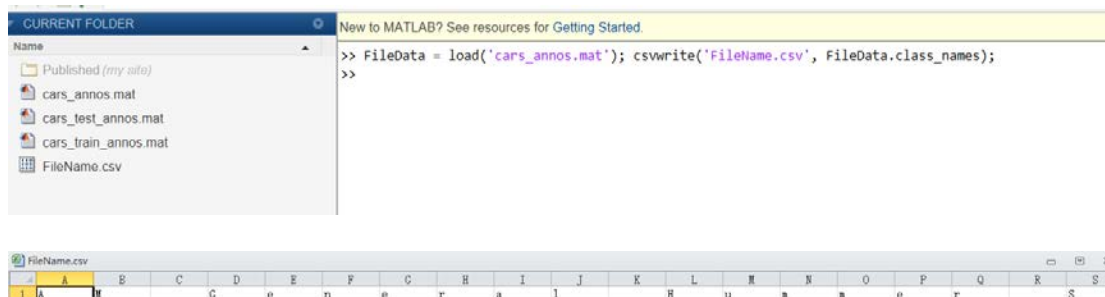 CURRENT FOLDER
New to MATLAB? See resources for Getting Started.
Name
>> FileData = load('cars_annos.mat'); csvwrite('FileName.csv', FileData.class_names);
>>
Published (my site)
cars_annos.mat
cars_test_annos.mat
cars_train_annos.mat
FileName.csv
FileName.csv
A B C D E F G H I J K L M N O P Q R S
1 A M G e n e r a l H u m m e r S